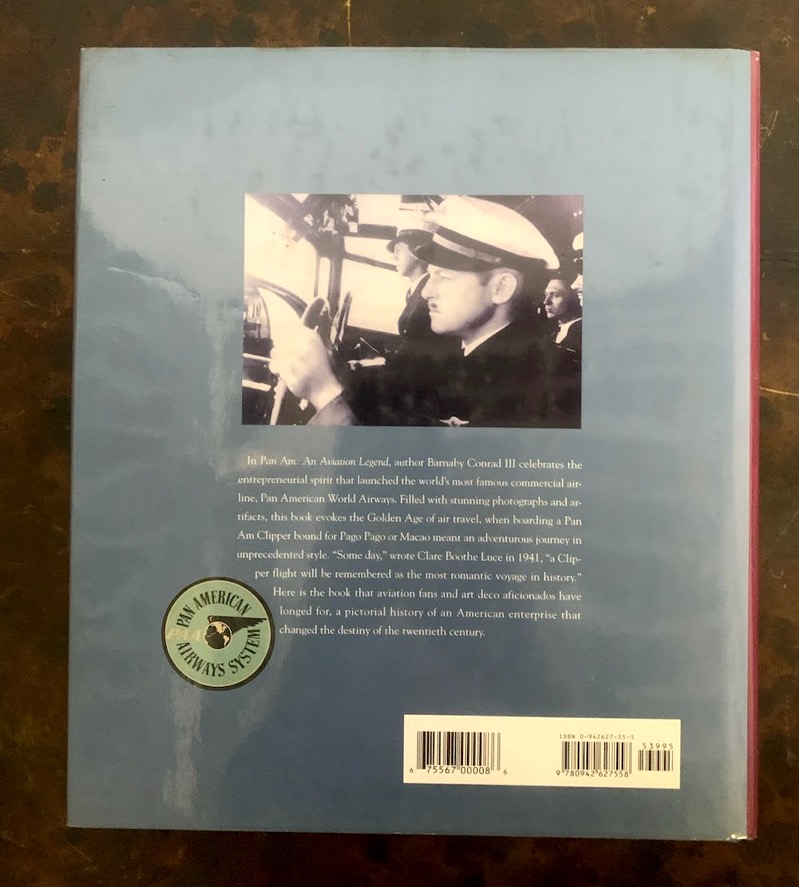 In Pan Am: An Aviation Legend, author Barnaby Conrad III celebrates the
entrepreneurial spirit that launched the world's most famous commercial air-
line, Pan American World Airways. Filled with stunning photographs and ar-
tifacts, this book evokes the Golden Age of air travel, when boarding a Pan
Am Clipper bound for Pago Pago or Macao meant an adventurous journey in
unprecedented style. “Some day,” wrote Clare Boothe Luce in 1941, “a Clip-
per flight will be remembered as the most romantic voyage in history.”
Here is the book that aviation fans and art deco aficionados have
longed for, a pictorial history of an American enterprise that
changed the destiny of the twentieth century.
PAN AMERICAN
PAA
AIRWAYS SYSTEM
ISBN 0-942627-55-5
53995
6 75567 00008 6
9 780942 627558